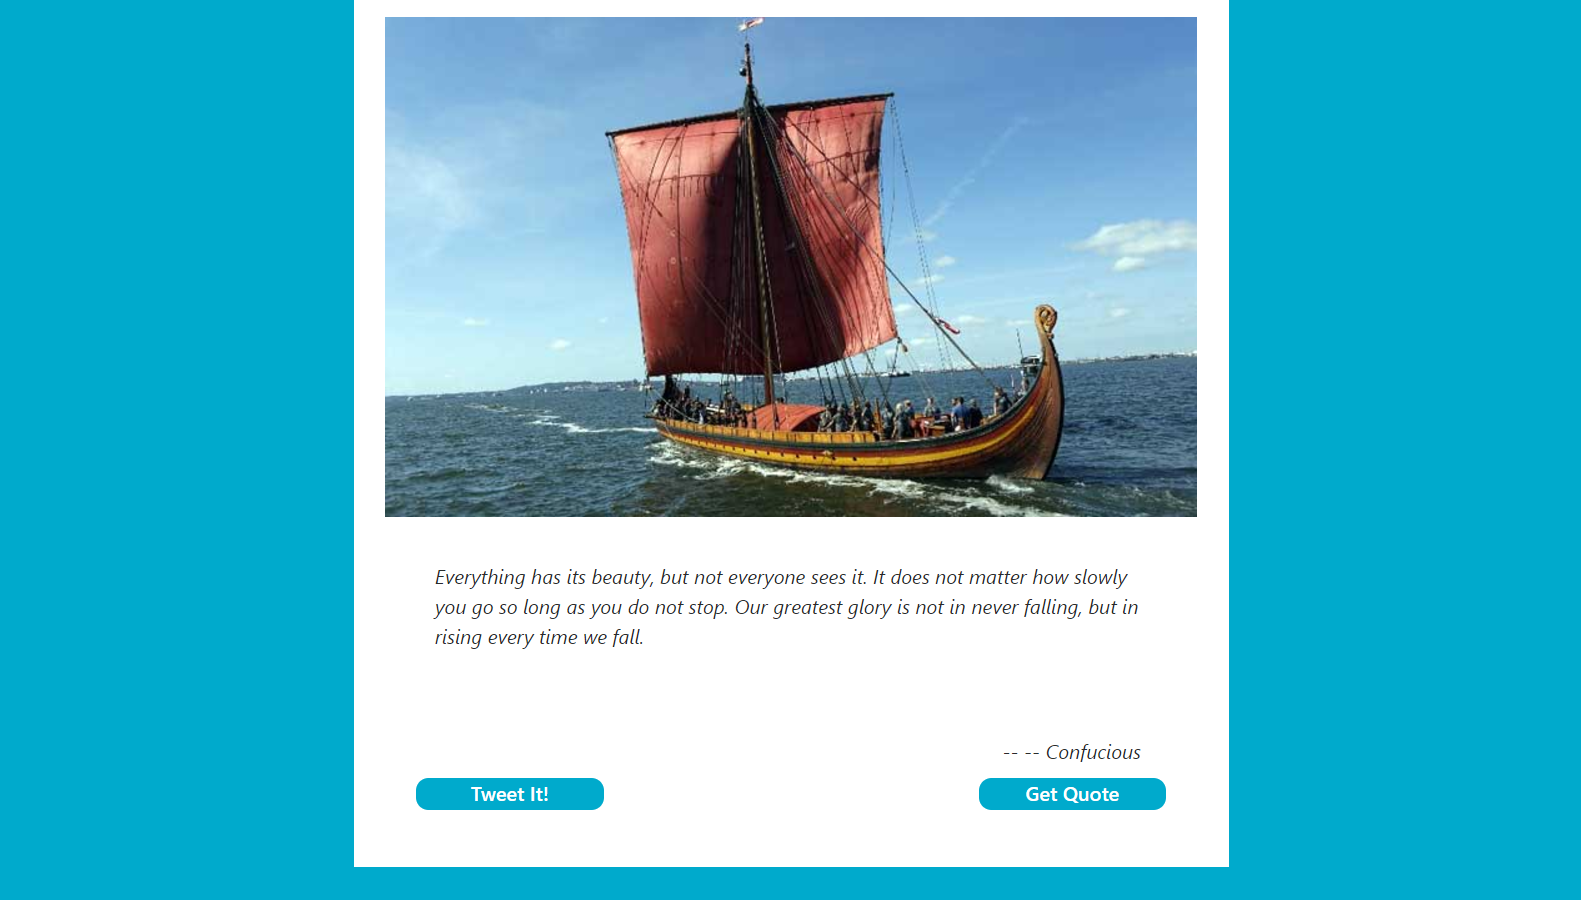 Everything has its beauty, but not everyone sees it. It does not matter how slowly
you go so long as you do not stop. Our greatest glory is not in never falling, but in
rising every time we fall.
-- -- Confucious
Tweet It!
Get Quote